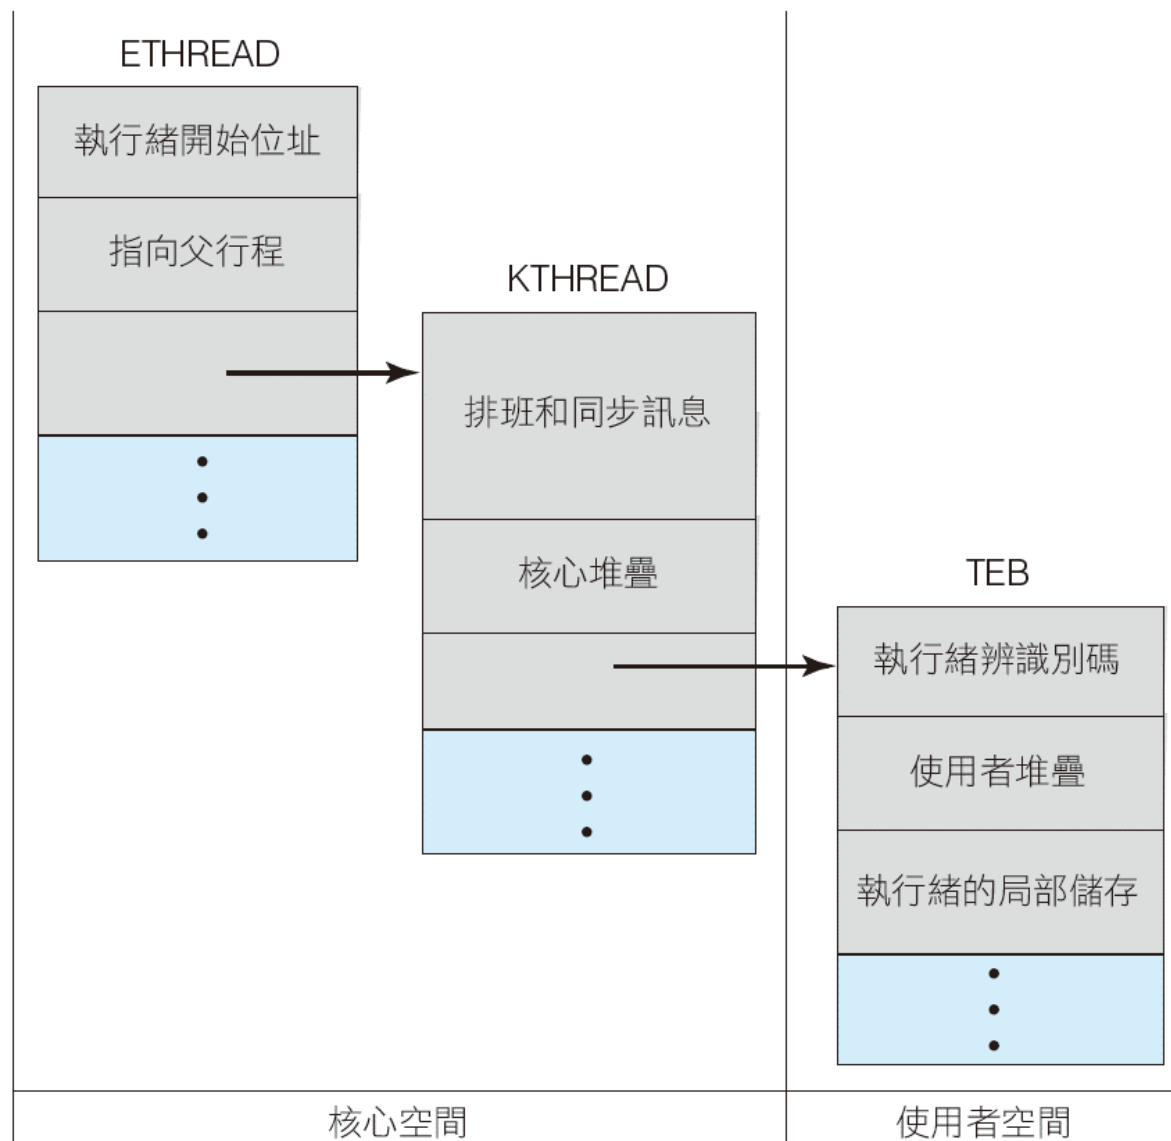 ETHREAD
執行緒開始位址
指向父行程
KTHREAD
排班和同步訊息
核心堆疊
TEB
執行緒辨識別碼
使用者堆疊
執行緒的局部儲存
核心空間
使用者空間